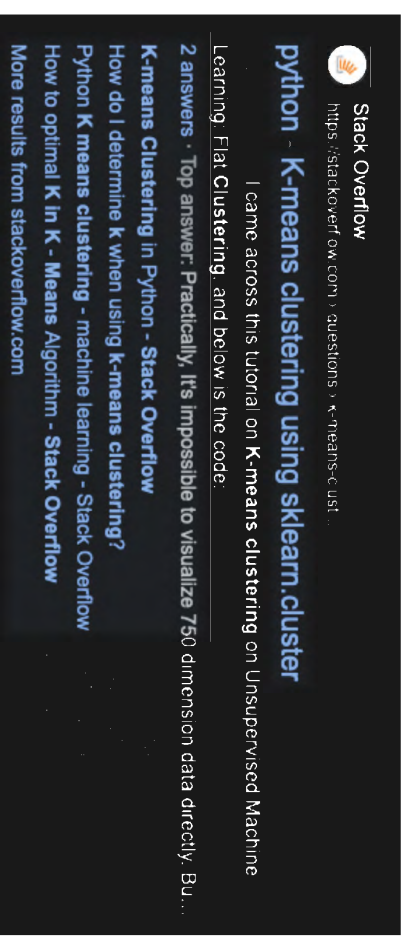 Stack Overflow
https://stackoverflow.com › questions › k-means-clust...
python - K-means clustering using sklearn.cluster
I came across this tutorial on K-means clustering on Unsupervised Machine
Learning: Flat Clustering, and below is the code:
2 answers · Top answer: Practically, it's impossible to visualize 750 dimension data directly. Bu...
K-means Clustering in Python - Stack Overflow
How do I determine k when using k-means clustering?
Python K means clustering - machine learning - Stack Overflow
How to optimal K in K - Means Algorithm - Stack Overflow
More results from stackoverflow.com